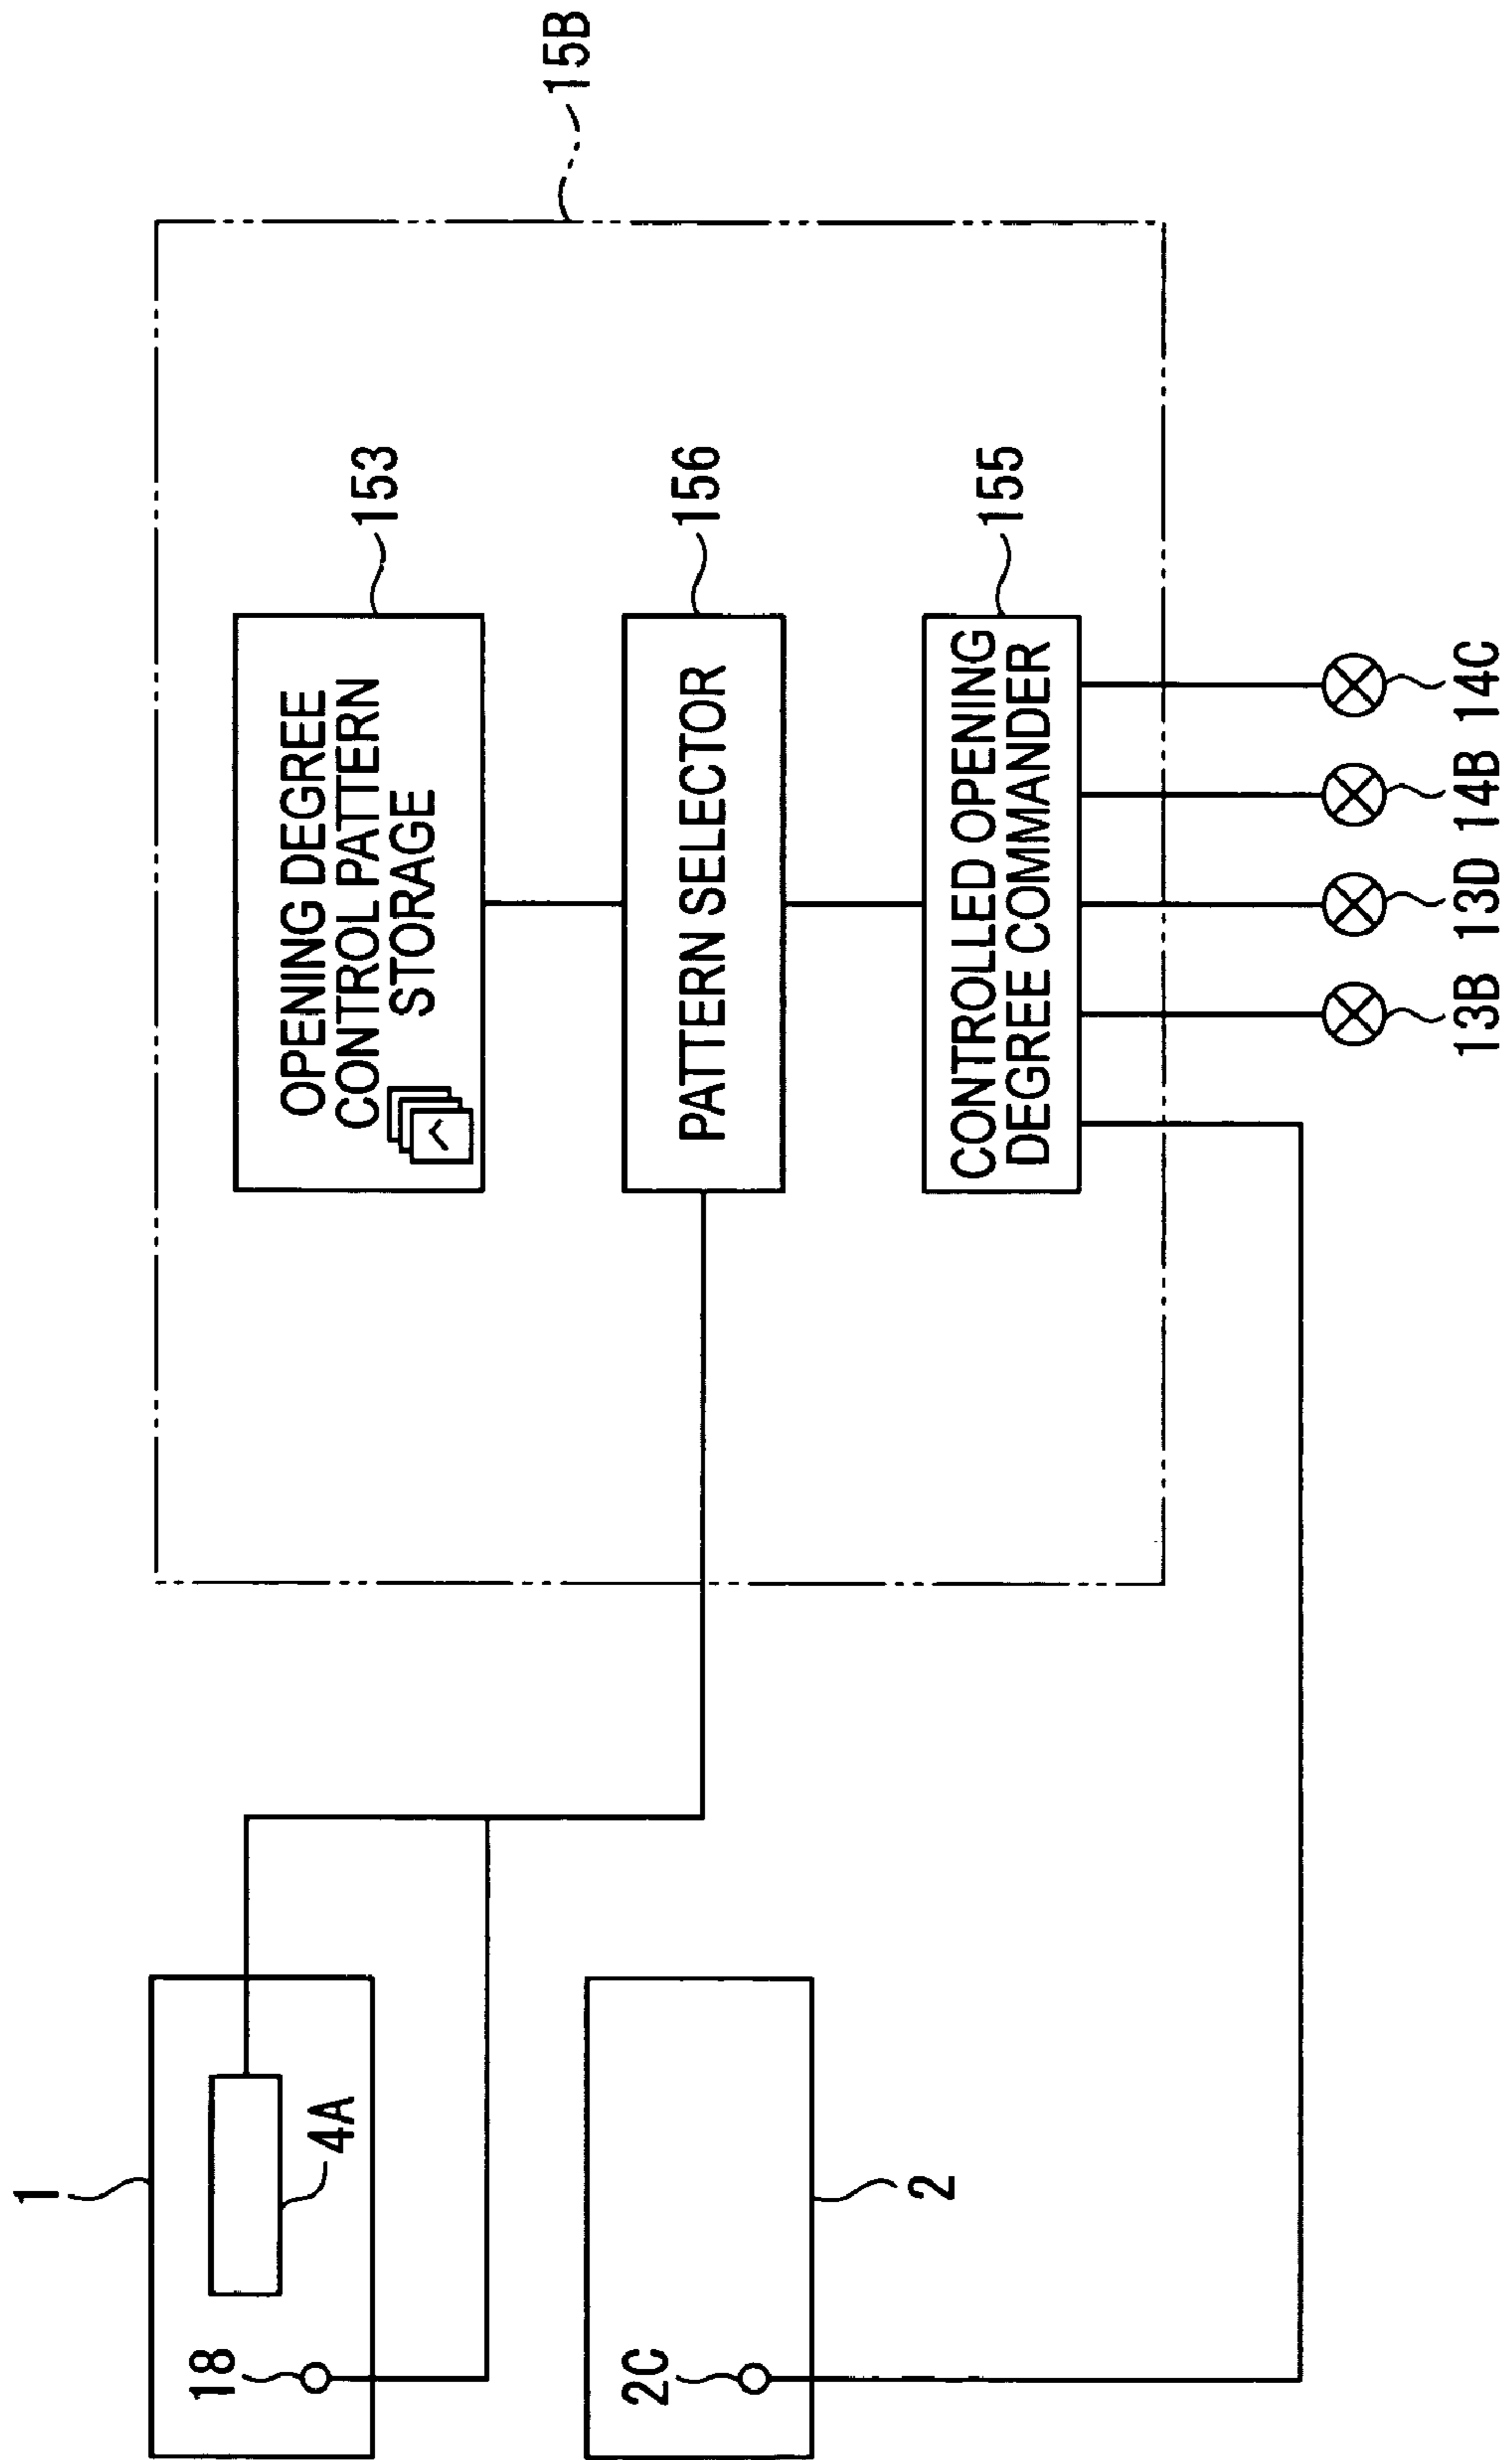 15B
OPENING DEGREE
CONTROL PATTERN
STORAGE
153
PATTERN SELECTOR
156
CONTROLLED OPENING
DEGREE COMMANDER
155
1
4A
18
2C
2
13B
13D
14B
14C